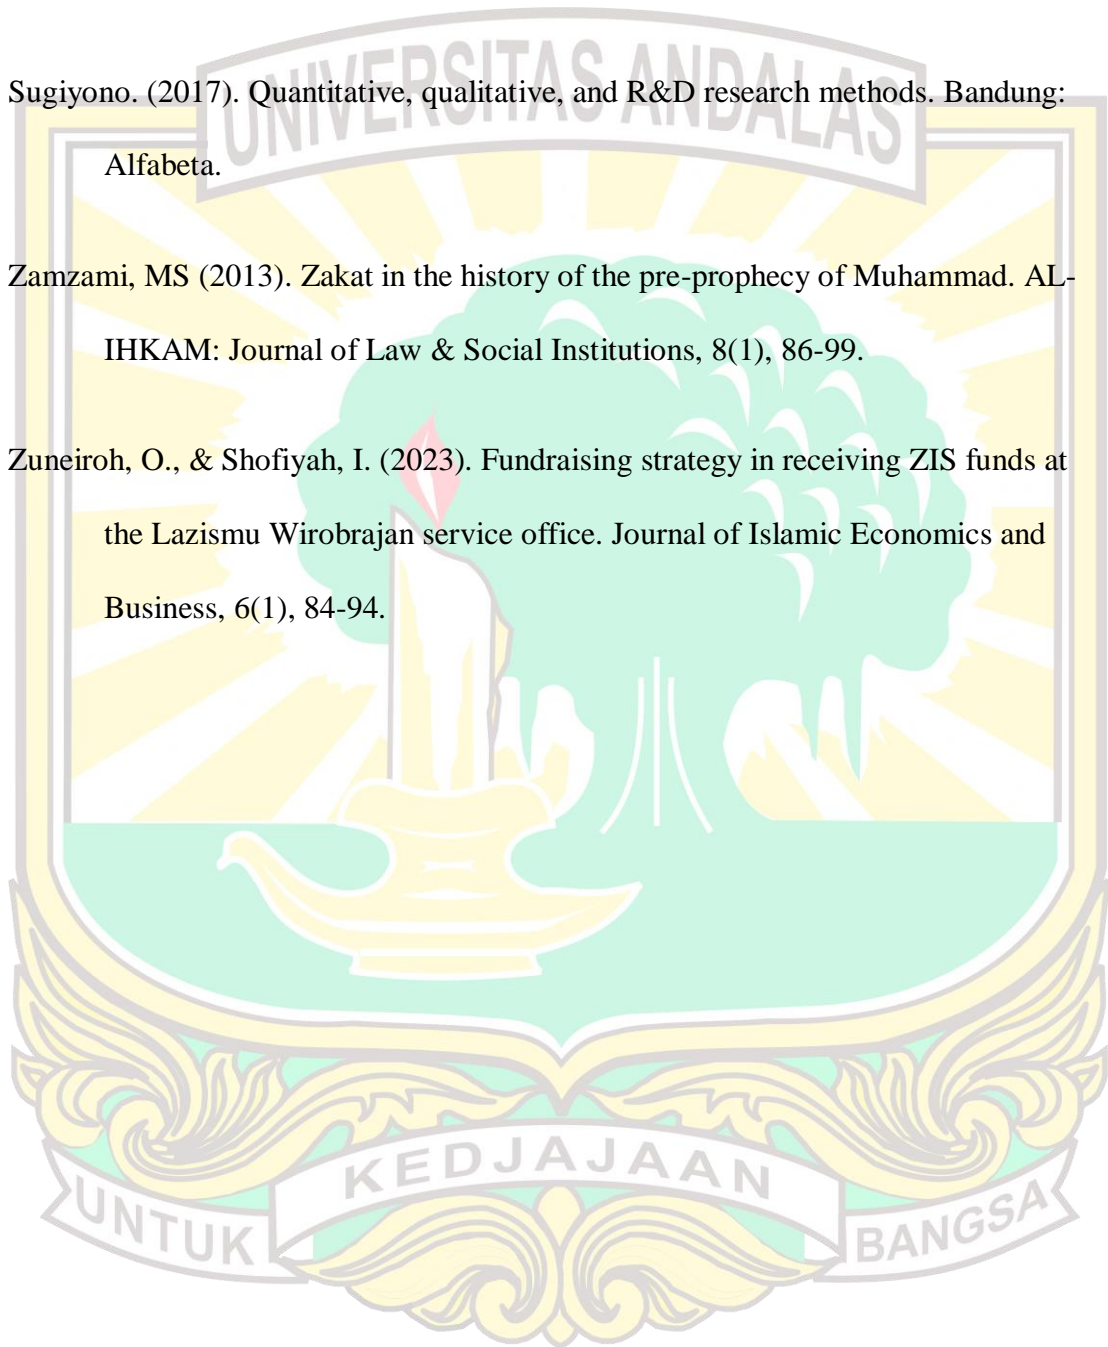 UNIVERSITAS ANDALAS
Sugiyono. (2017). Quantitative, qualitative, and R&D research methods. Bandung:
Alfabeta.
Zamzami, MS (2013). Zakat in the history of the pre-prophecy of Muhammad. AL-
IHKAM: Journal of Law & Social Institutions, 8(1), 86-99.
Zuneiroh, O., & Shofiyah, I. (2023). Fundraising strategy in receiving ZIS funds at
the Lazismu Wirobrajan service office. Journal of Islamic Economics and
Business, 6(1), 84-94.
UNTUK KEDJAJAAN BANGSA